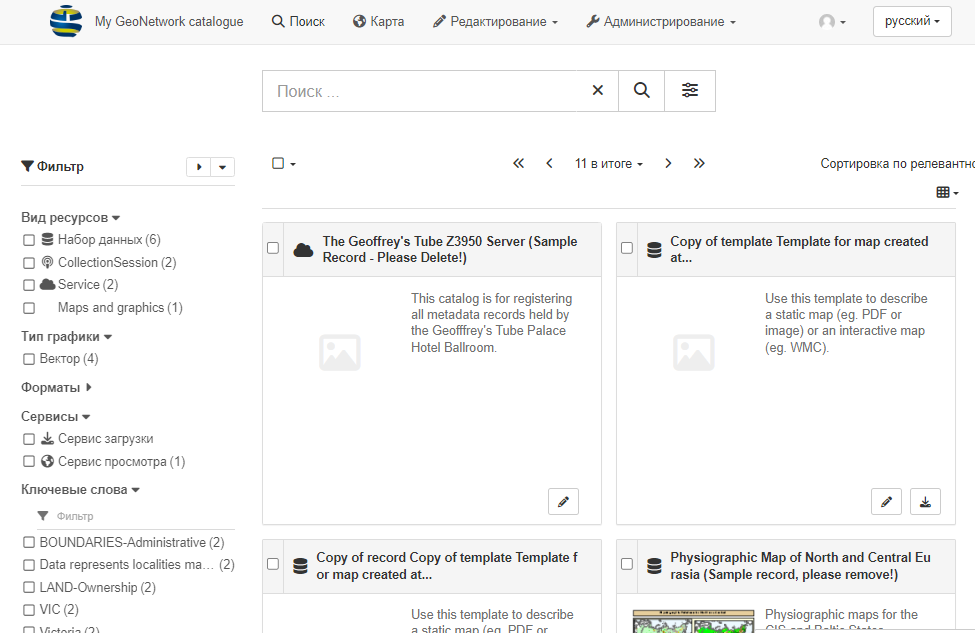 My GeoNetwork catalogue
Поиск
Карта
Редактирование
Администрирование
русский
Поиск ...
Фильтр
11 в итоге
Сортировка по релевантно
Вид ресурсов
Набор данных (6)
CollectionSession (2)
Service (2)
Maps and graphics (1)
Тип графики
Вектор (4)
Форматы
Сервисы
Сервис загрузки
Сервис просмотра (1)
Ключевые слова
Фильтр
BOUNDARIES-Administrative (2)
Data represents localities ma... (2)
LAND-Ownership (2)
VIC (2)
Victoria (2)
The Geoffrey's Tube Z3950 Server (Sample
Record - Please Delete!)
This catalog is for registering
all metadata records held by
the Geofffrey's Tube Palace
Hotel Ballroom.
Copy of template Template for map created
at...
Use this template to describe
a static map (eg. PDF or
image) or an interactive map
(eg. WMC).
Copy of record Copy of template Template f
or map created at...
Use this template to describe
a static map (eg. PDF or
Physiographic Map of North and Central Eu
rasia (Sample record, please remove!)
Physiographic maps for the
CIS and Baltic States